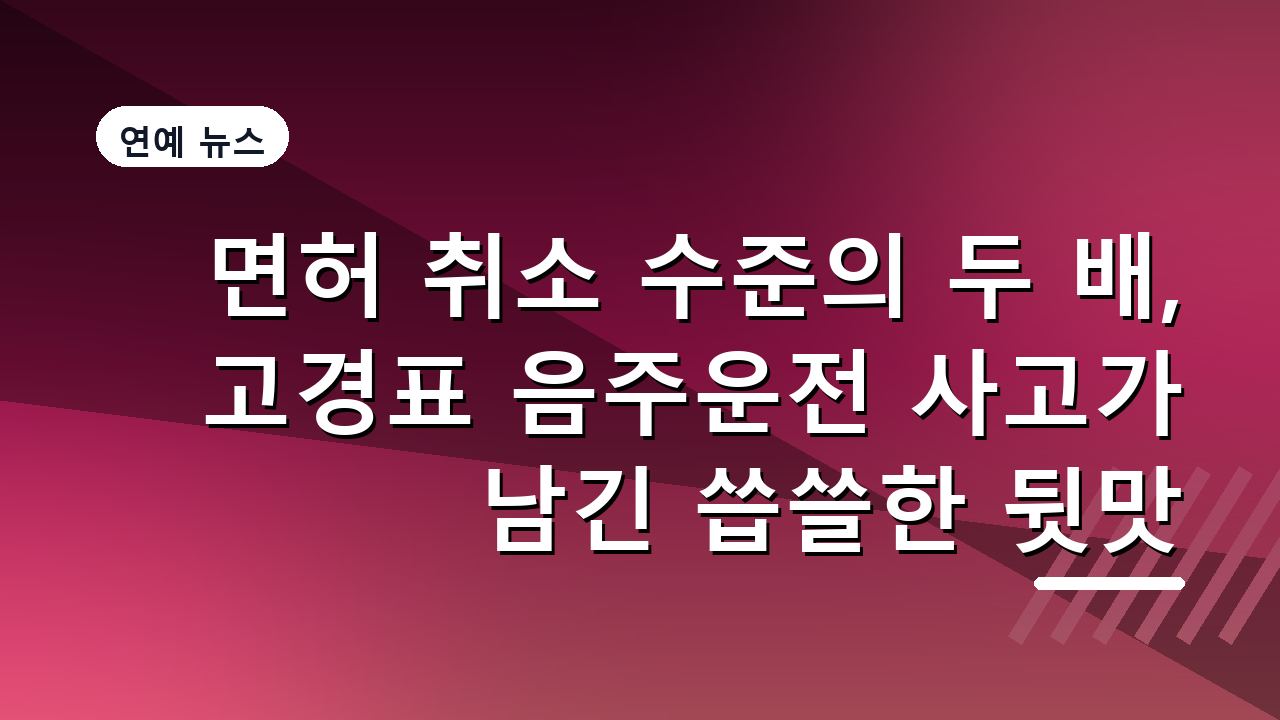 연예 뉴스
면허 취소 수준의 두 배,
고경표 음주운전 사고가
남긴 씁쓸한 뒷맛